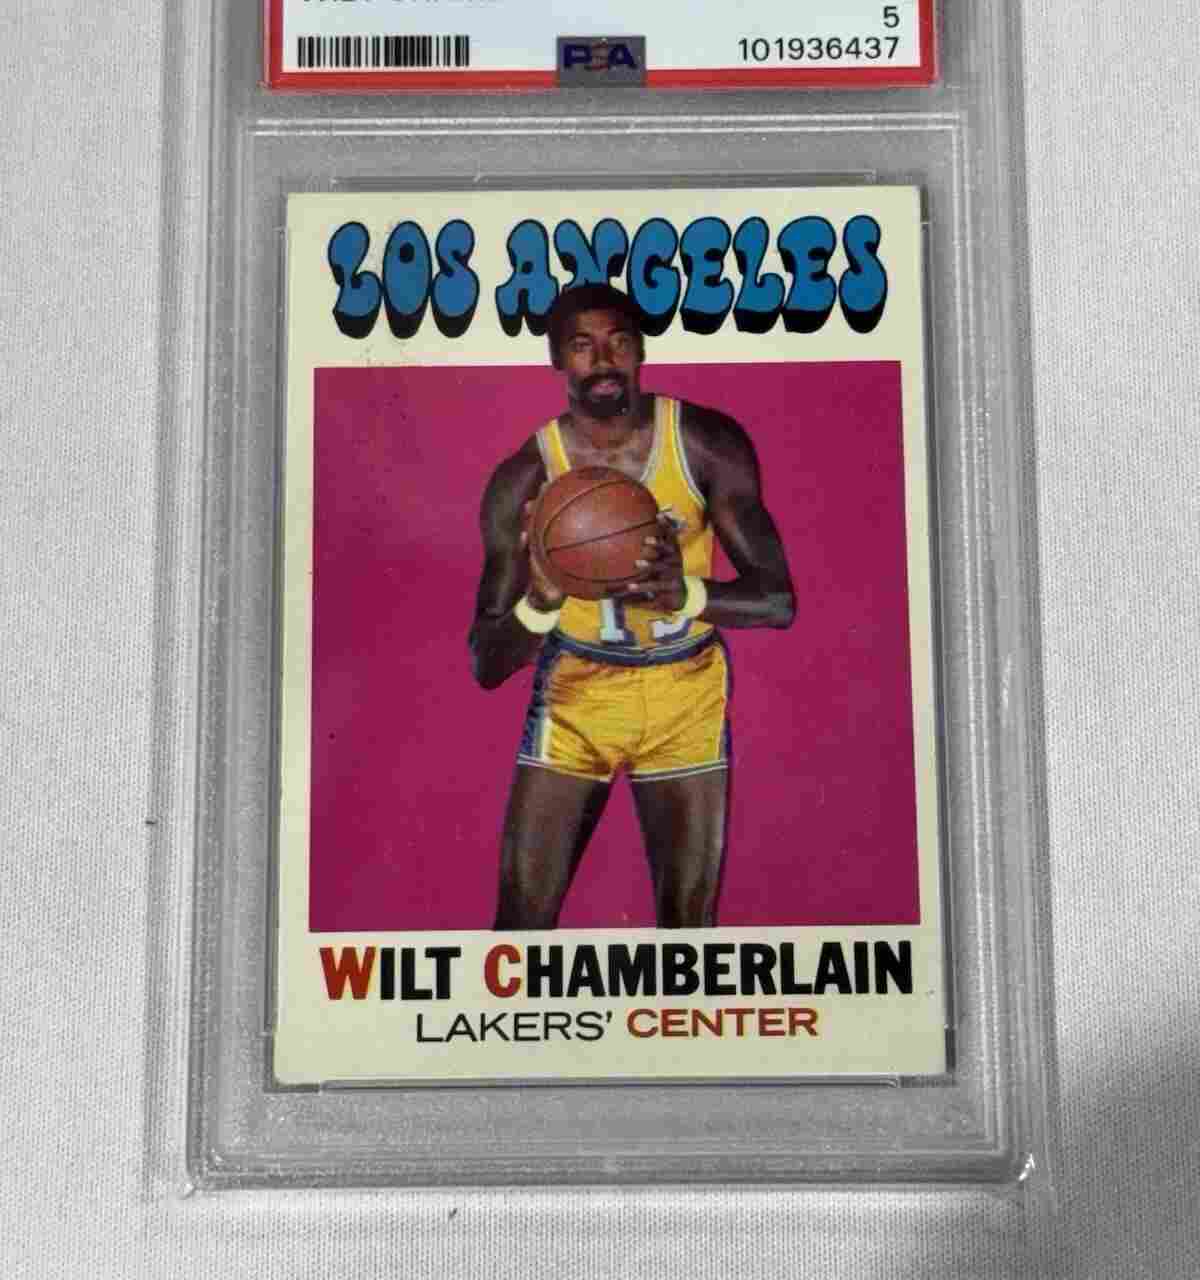 5
PSA
101936437
LOS ANGELES
WILT CHAMBERLAIN
LAKERS' CENTER